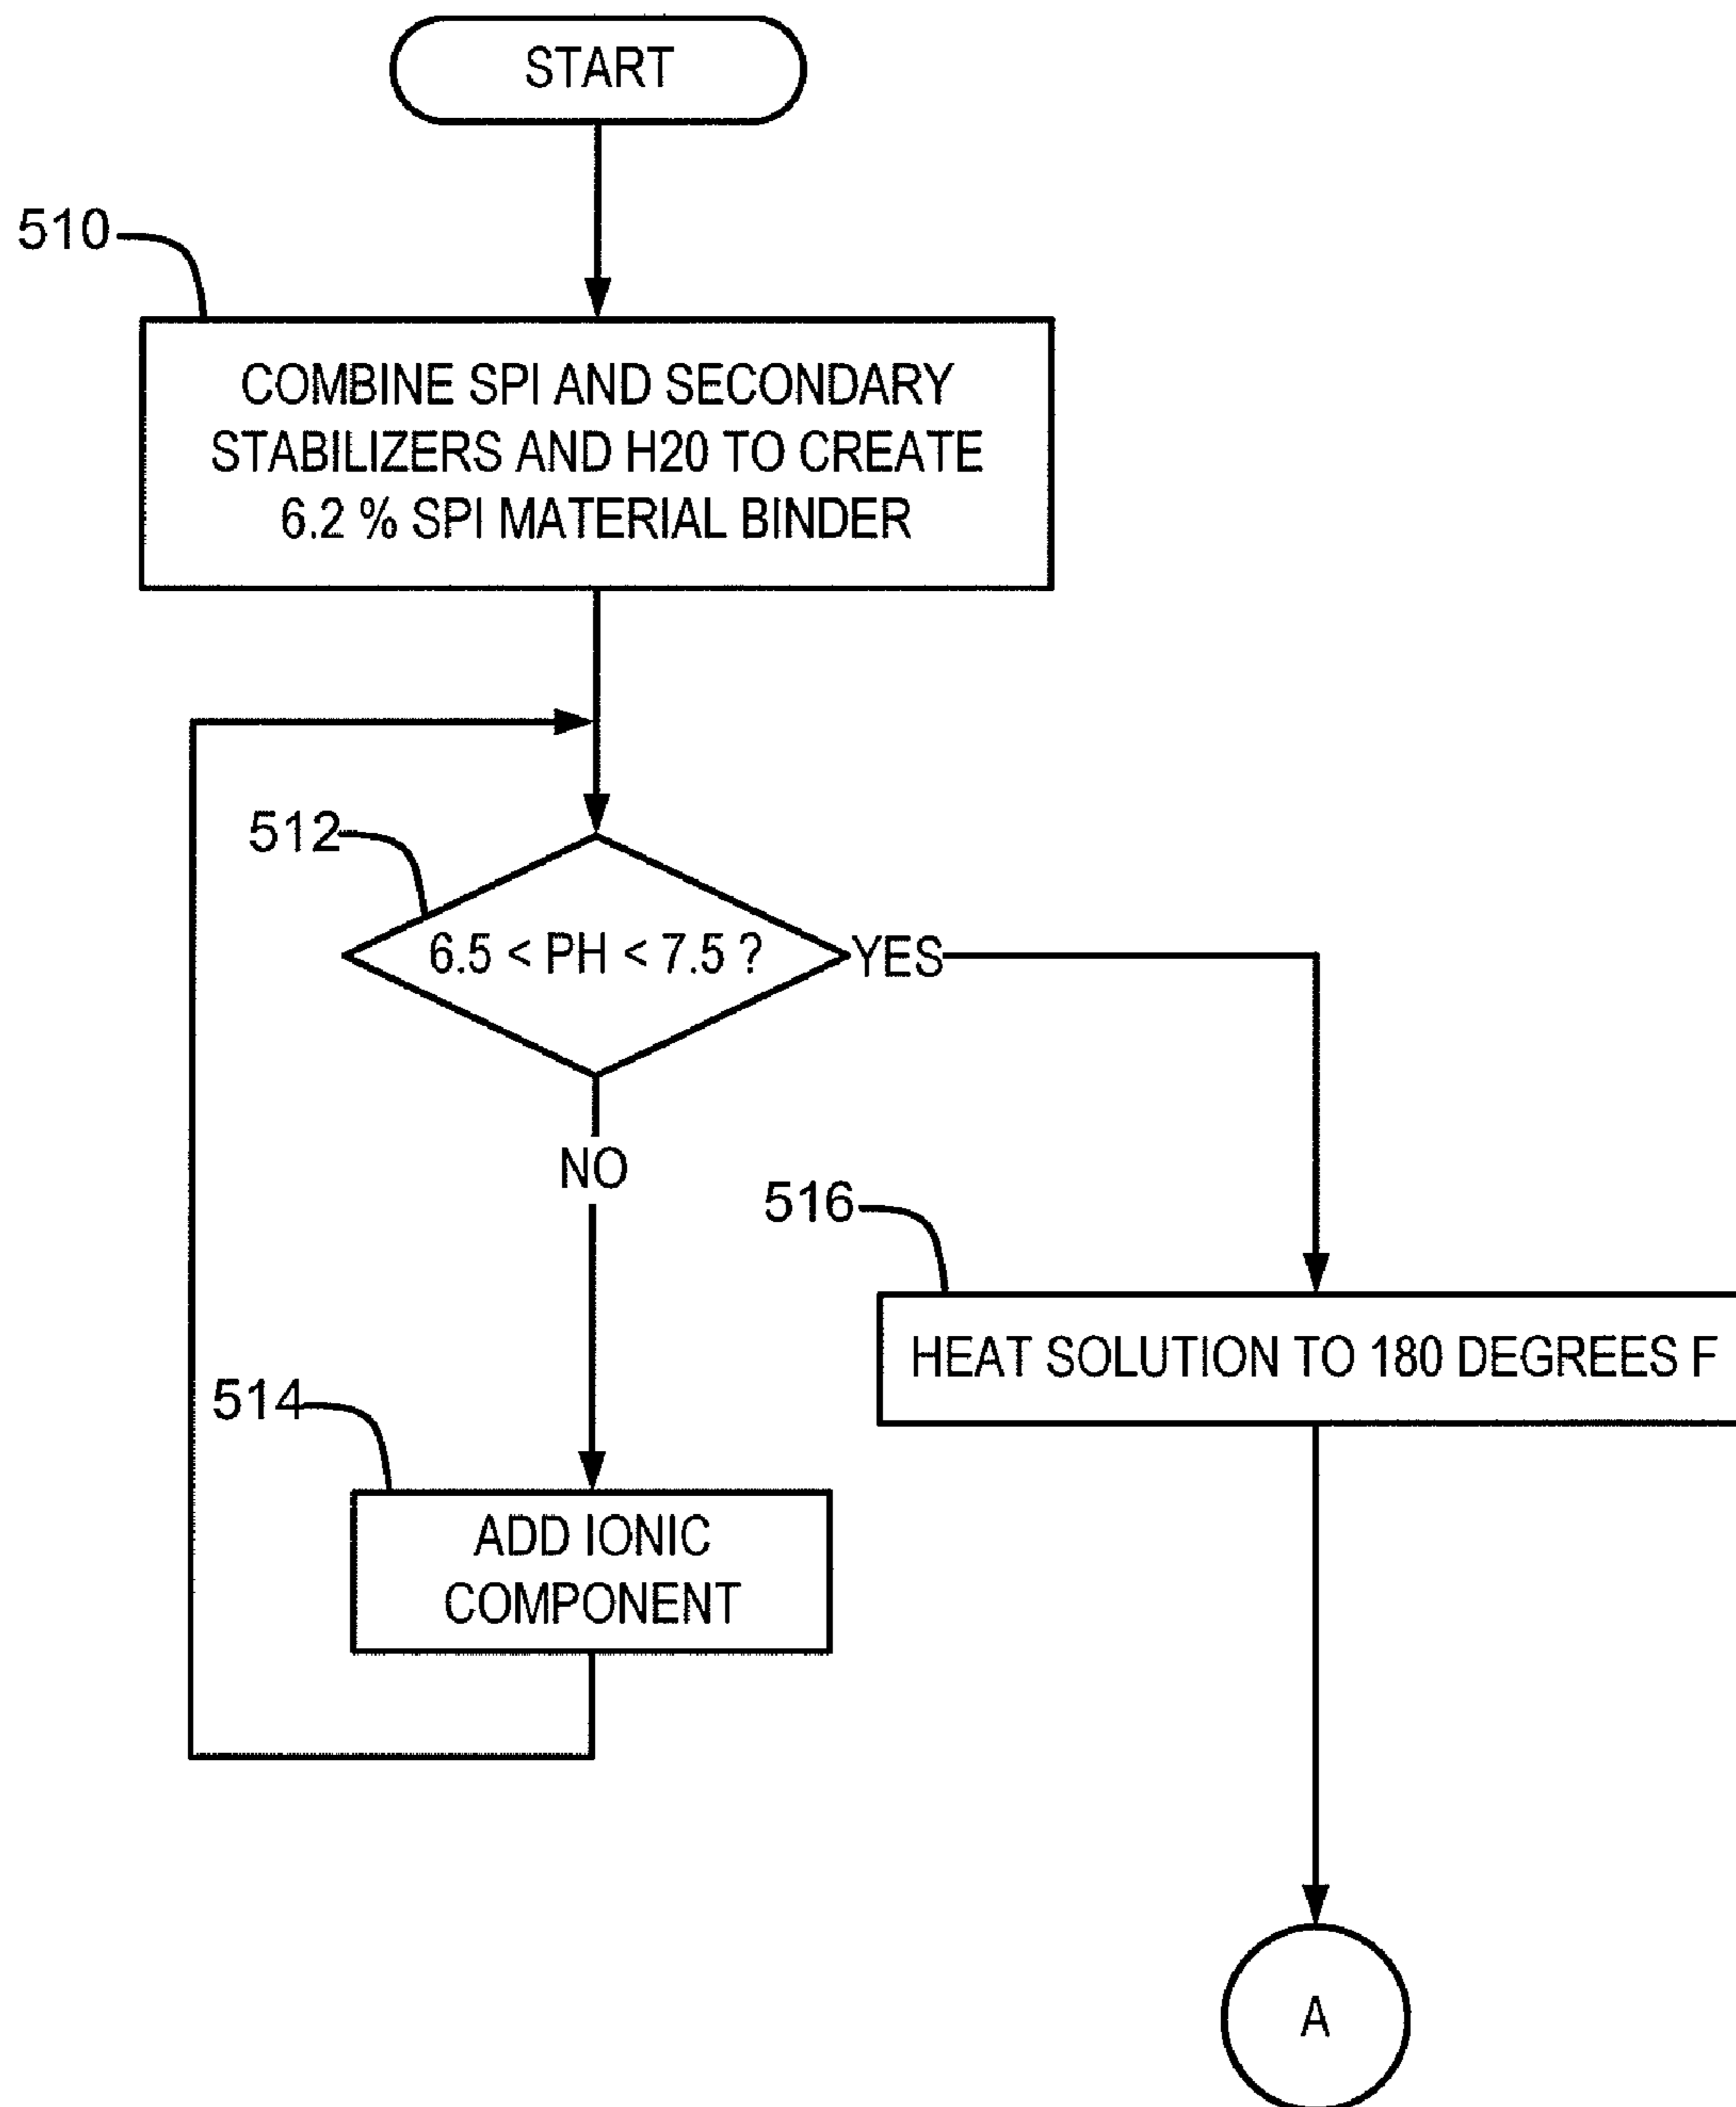 START
510
COMBINE SPI AND SECONDARY
STABILIZERS AND H20 TO CREATE
6.2 % SPI MATERIAL BINDER
512
6.5 < PH < 7.5 ?
YES
NO
516
HEAT SOLUTION TO 180 DEGREES F
514
ADD IONIC
COMPONENT
A